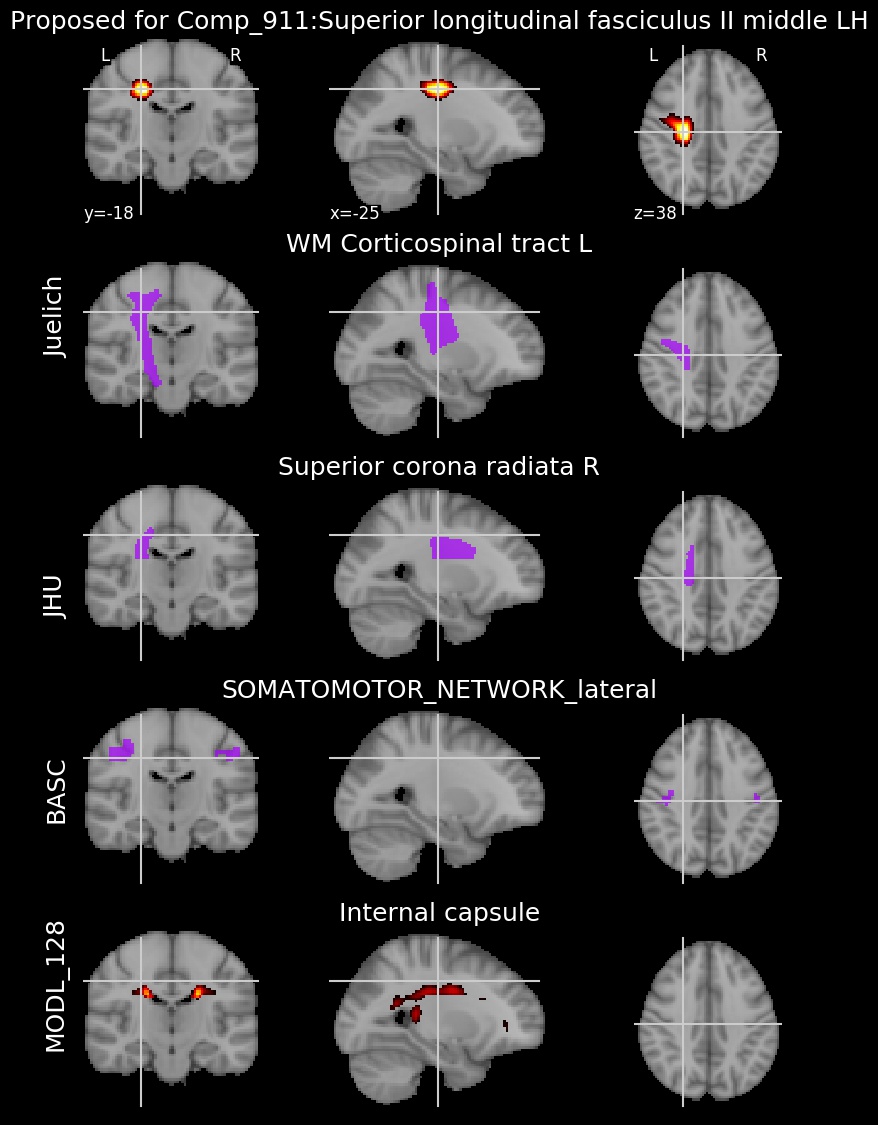 Proposed for Comp_911:Superior longitudinal fasciculus II middle LH
L R L R
y=-18 x=-25 z=38
WM Corticospinal tract L
Juelich
Superior corona radiata R
JHU
SOMATOMOTOR_NETWORK_lateral
BASC
Internal capsule
MODL_128